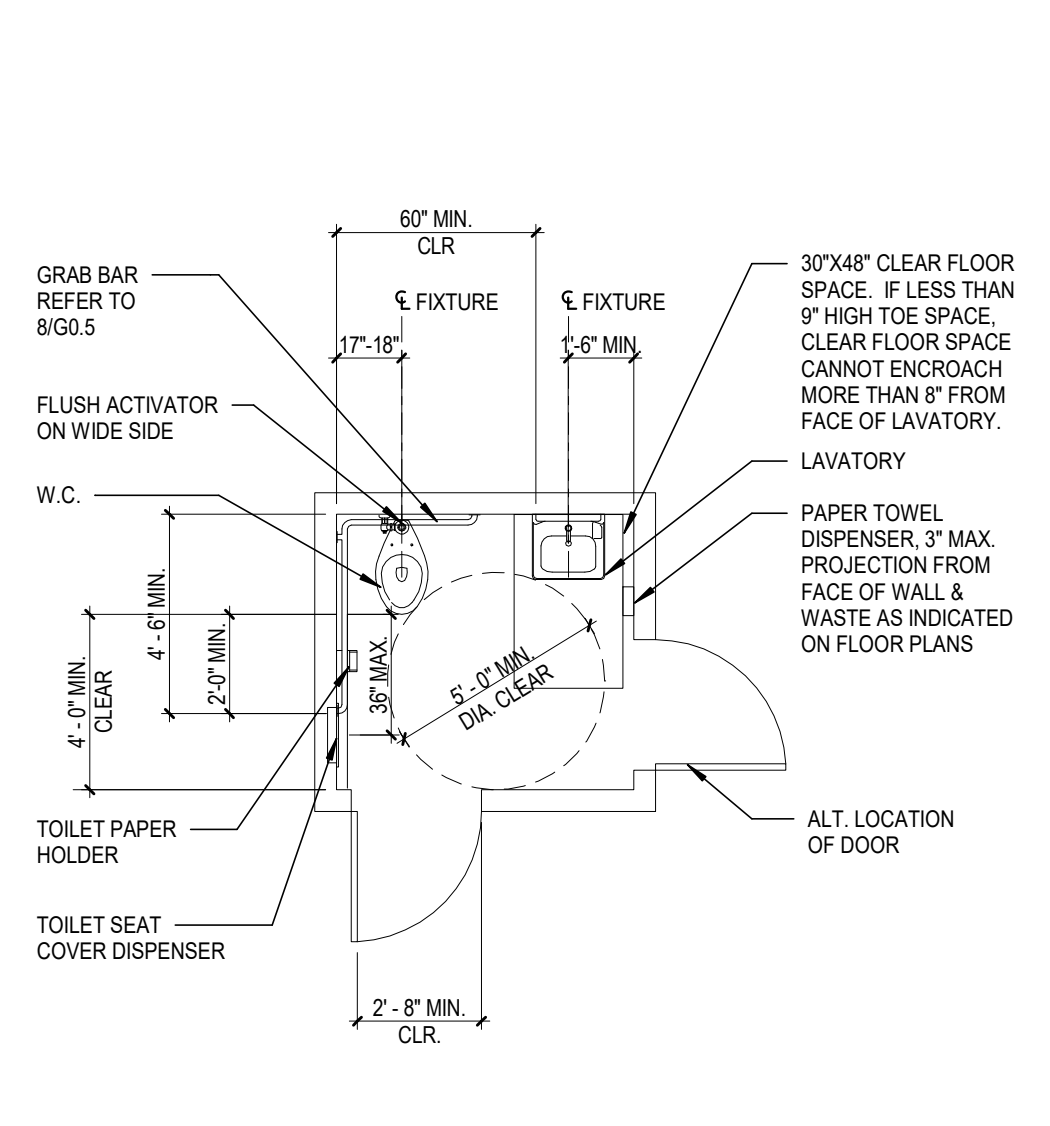 60" MIN.
CLR
GRAB BAR
REFER TO
8/G0.5
℄ FIXTURE
℄ FIXTURE
17"-18"
1'-6" MIN.
30"X48" CLEAR FLOOR
SPACE.  IF LESS THAN
9" HIGH TOE SPACE,
CLEAR FLOOR SPACE
CANNOT ENCROACH
MORE THAN 8" FROM
FACE OF LAVATORY.
FLUSH ACTIVATOR
ON WIDE SIDE
LAVATORY
W.C.
PAPER TOWEL
DISPENSER, 3" MAX.
PROJECTION FROM
FACE OF WALL &
WASTE AS INDICATED
ON FLOOR PLANS
4' - 0" MIN.
CLEAR
4' - 6" MIN.
2'-0" MIN.
36" MAX.
5' - 0" MIN.
DIA. CLEAR
TOILET PAPER
HOLDER
ALT. LOCATION
OF DOOR
TOILET SEAT
COVER DISPENSER
2' - 8" MIN.
CLR.